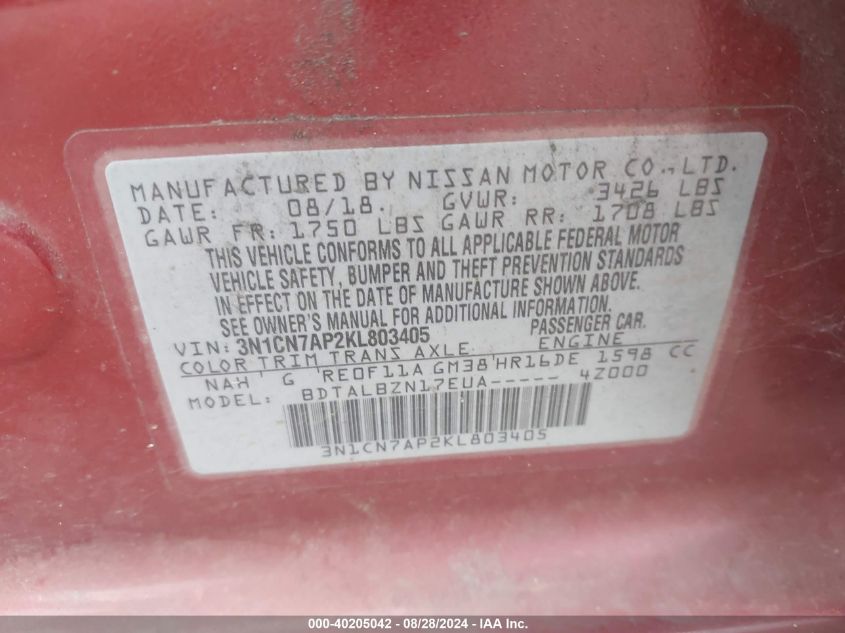 MANUFACTURED BY NISSAN MOTOR CO., LTD.
DATE: 08/18. GVWR: 3426 LBS
GAWR FR: 1750 LBS GAWR RR: 1708 LBS
THIS VEHICLE CONFORMS TO ALL APPLICABLE FEDERAL MOTOR
VEHICLE SAFETY, BUMPER AND THEFT PREVENTION STANDARDS
IN EFFECT ON THE DATE OF MANUFACTURE SHOWN ABOVE.
SEE OWNER'S MANUAL FOR ADDITIONAL INFORMATION.
VIN: 3N1CN7AP2KL803405 PASSENGER CAR.
COLOR TRIM TRANS AXLE ENGINE
NAH G RE0F11A GM38 HR16DE 1598 CC
MODEL: BDTALBZN17EUA----- 4Z000
3N1CN7AP2KL803405
000-40205042 - 08/28/2024 - IAA Inc.